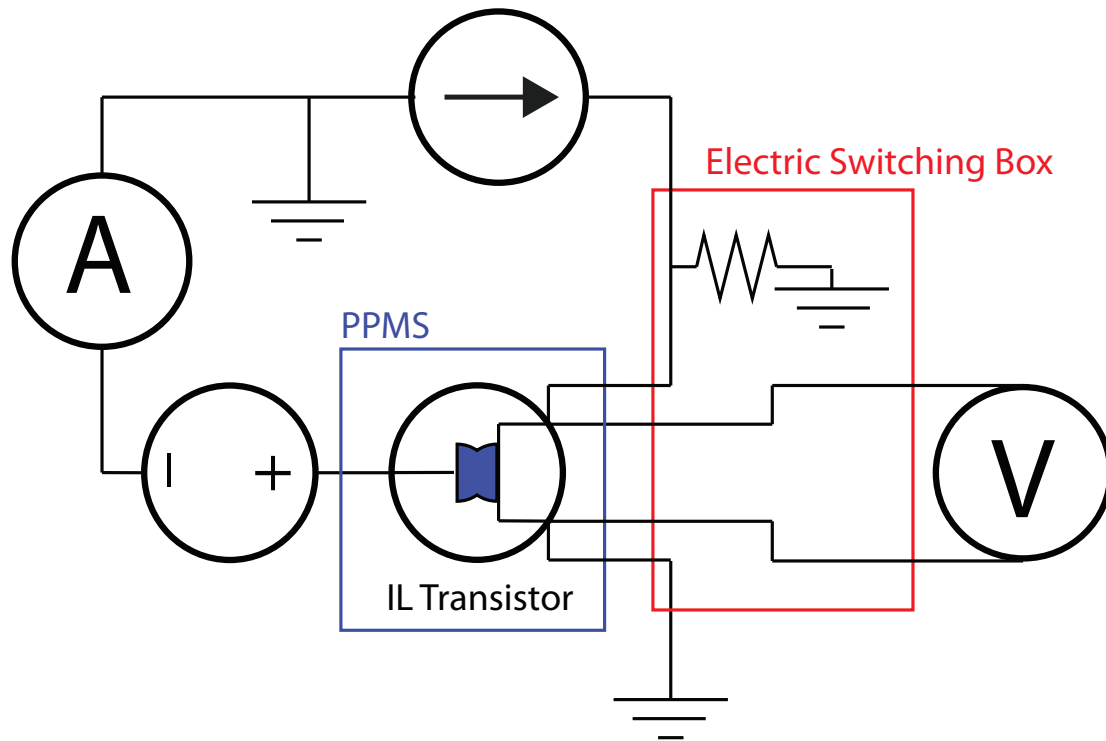 Electric Switching Box
A
PPMS
− +
V
IL Transistor